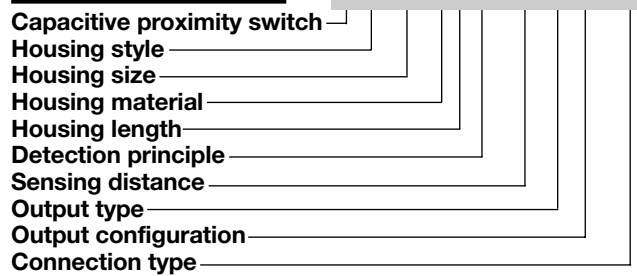 Capacitive proximity switch
Housing style
Housing size
Housing material
Housing length
Detection principle
Sensing distance
Output type
Output configuration
Connection type